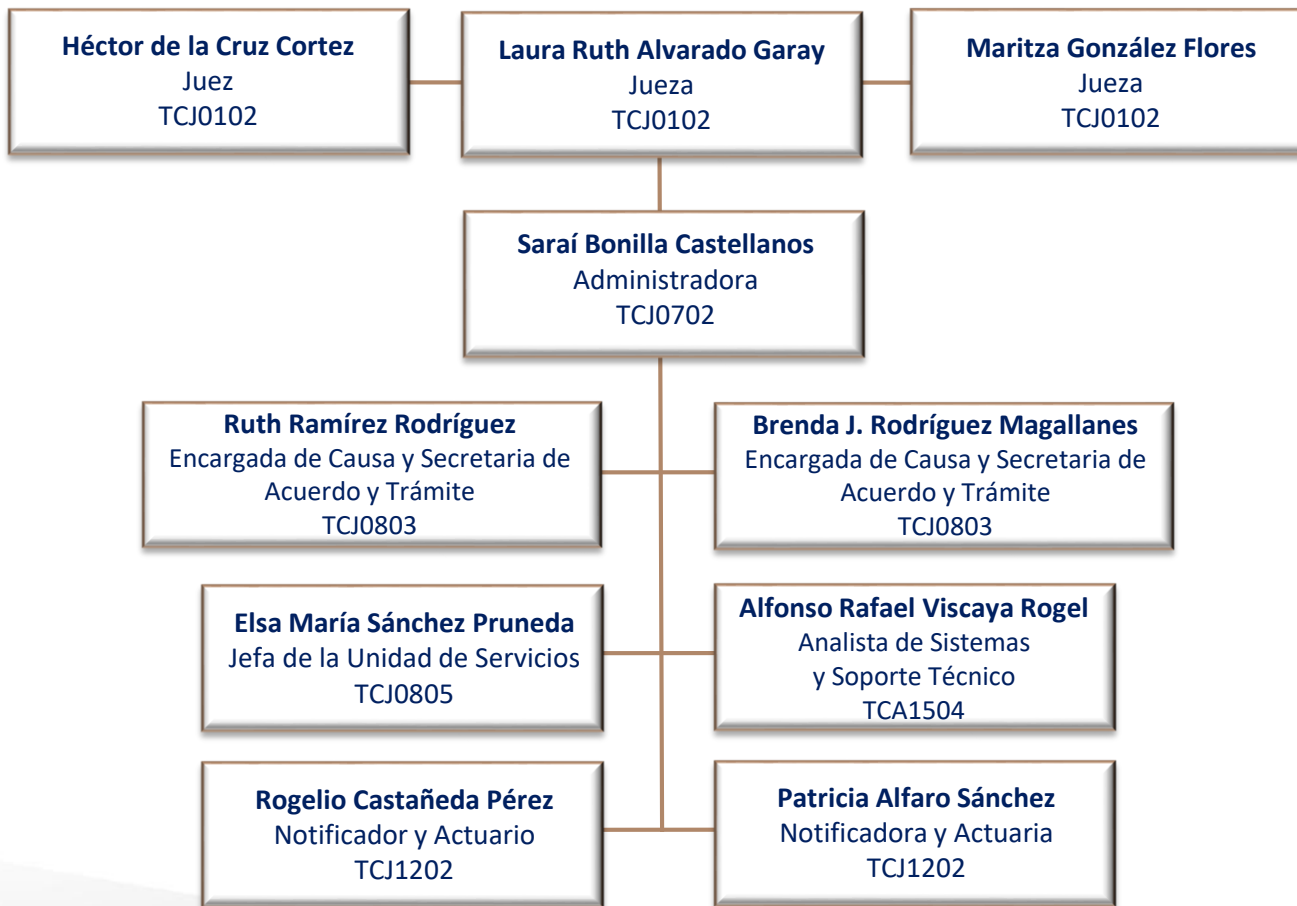 Héctor de la Cruz Cortez
Juez
TCJ0102
Laura Ruth Alvarado Garay
Jueza
TCJ0102
Maritza González Flores
Jueza
TCJ0102
Saraí Bonilla Castellanos
Administradora
TCJ0702
Ruth Ramírez Rodríguez
Encargada de Causa y Secretaria de
Acuerdo y Trámite
TCJ0803
Brenda J. Rodríguez Magallanes
Encargada de Causa y Secretaria de
Acuerdo y Trámite
TCJ0803
Elsa María Sánchez Pruneda
Jefa de la Unidad de Servicios
TCJ0805
Alfonso Rafael Viscaya Rogel
Analista de Sistemas
y Soporte Técnico
TCA1504
Rogelio Castañeda Pérez
Notificador y Actuario
TCJ1202
Patricia Alfaro Sánchez
Notificadora y Actuaria
TCJ1202